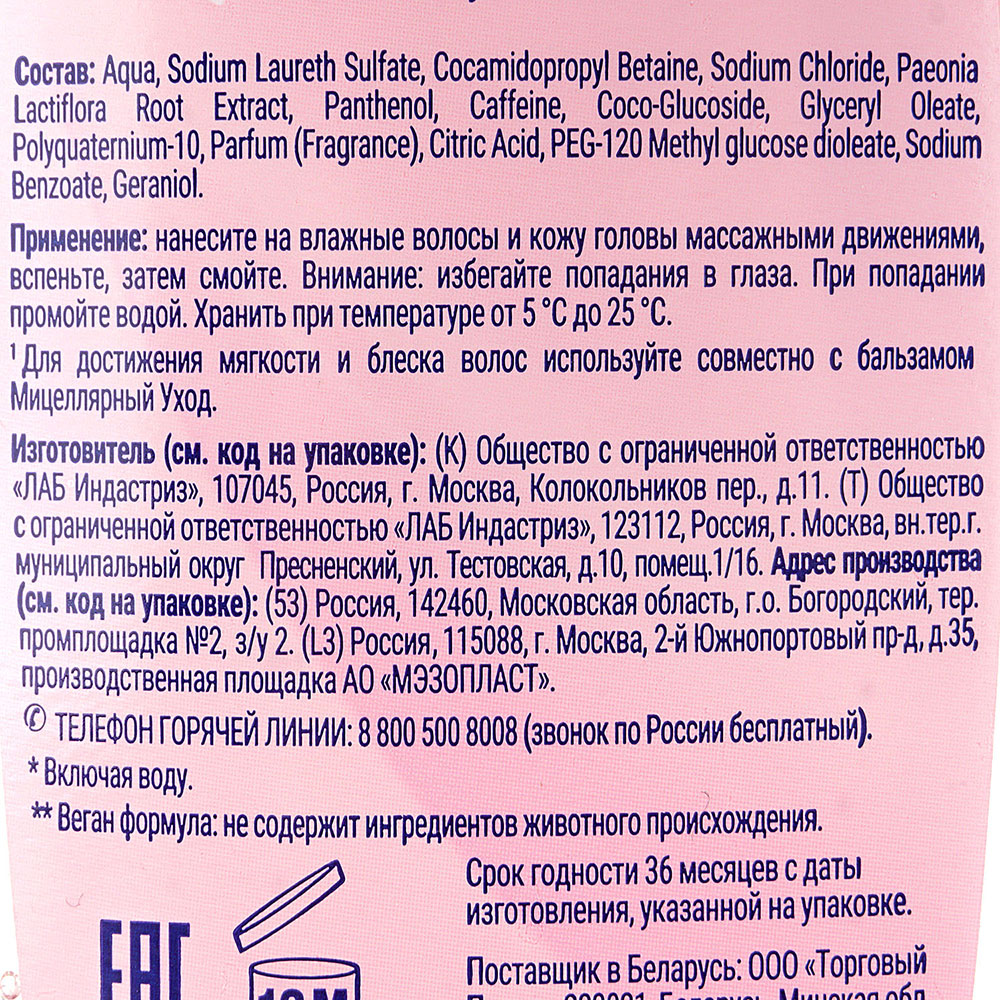 Состав: Aqua, Sodium Laureth Sulfate, Cocamidopropyl Betaine, Sodium Chloride, Paeonia
Lactiflora Root Extract, Panthenol, Caffeine, Coco-Glucoside, Glyceryl Oleate,
Polyquaternium-10, Parfum (Fragrance), Citric Acid, PEG-120 Methyl glucose dioleate, Sodium
Benzoate, Geraniol.
Применение: нанесите на влажные волосы и кожу головы массажными движениями,
вспеньте, затем смойте. Внимание: избегайте попадания в глаза. При попадании
промойте водой. Хранить при температуре от 5 °C до 25 °C.
¹ Для достижения мягкости и блеска волос используйте совместно с бальзамом
Мицеллярный Уход.
Изготовитель (см. код на упаковке): (К) Общество с ограниченной ответственностью
«ЛАБ Индастриз», 107045, Россия, г. Москва, Колокольников пер., д.11. (Т) Общество
с ограниченной ответственностью «ЛАБ Индастриз», 123112, Россия, г. Москва, вн.тер.г.
муниципальный округ Пресненский, ул. Тестовская, д.10, помещ.1/16. Адрес производства
(см. код на упаковке): (53) Россия, 142460, Московская область, г.о. Богородский, тер.
промплощадка №2, з/у 2. (L3) Россия, 115088, г. Москва, 2-й Южнопортовый пр-д, д.35,
производственная площадка АО «МЭЗОПЛАСТ».
✆ ТЕЛЕФОН ГОРЯЧЕЙ ЛИНИИ: 8 800 500 8008 (звонок по России бесплатный).
* Включая воду.
** Веган формула: не содержит ингредиентов животного происхождения.
Срок годности 36 месяцев с даты
изготовления, указанной на упаковке.
EAC
Поставщик в Беларусь: ООО «Торговый